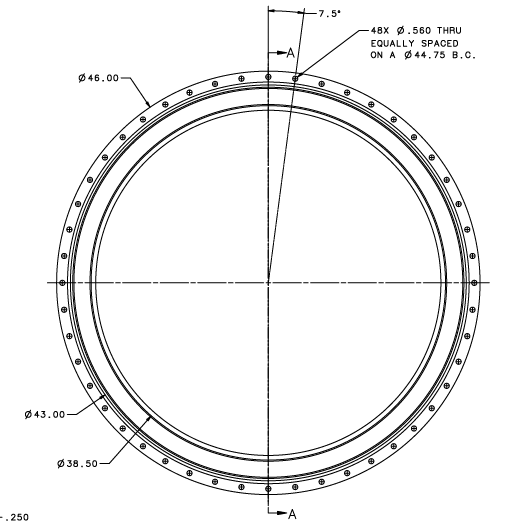 7.5°
A
48X Ø.560 THRU
EQUALLY SPACED
ON A Ø44.75 B.C.
Ø46.00
Ø43.00
Ø38.50
A
-.250